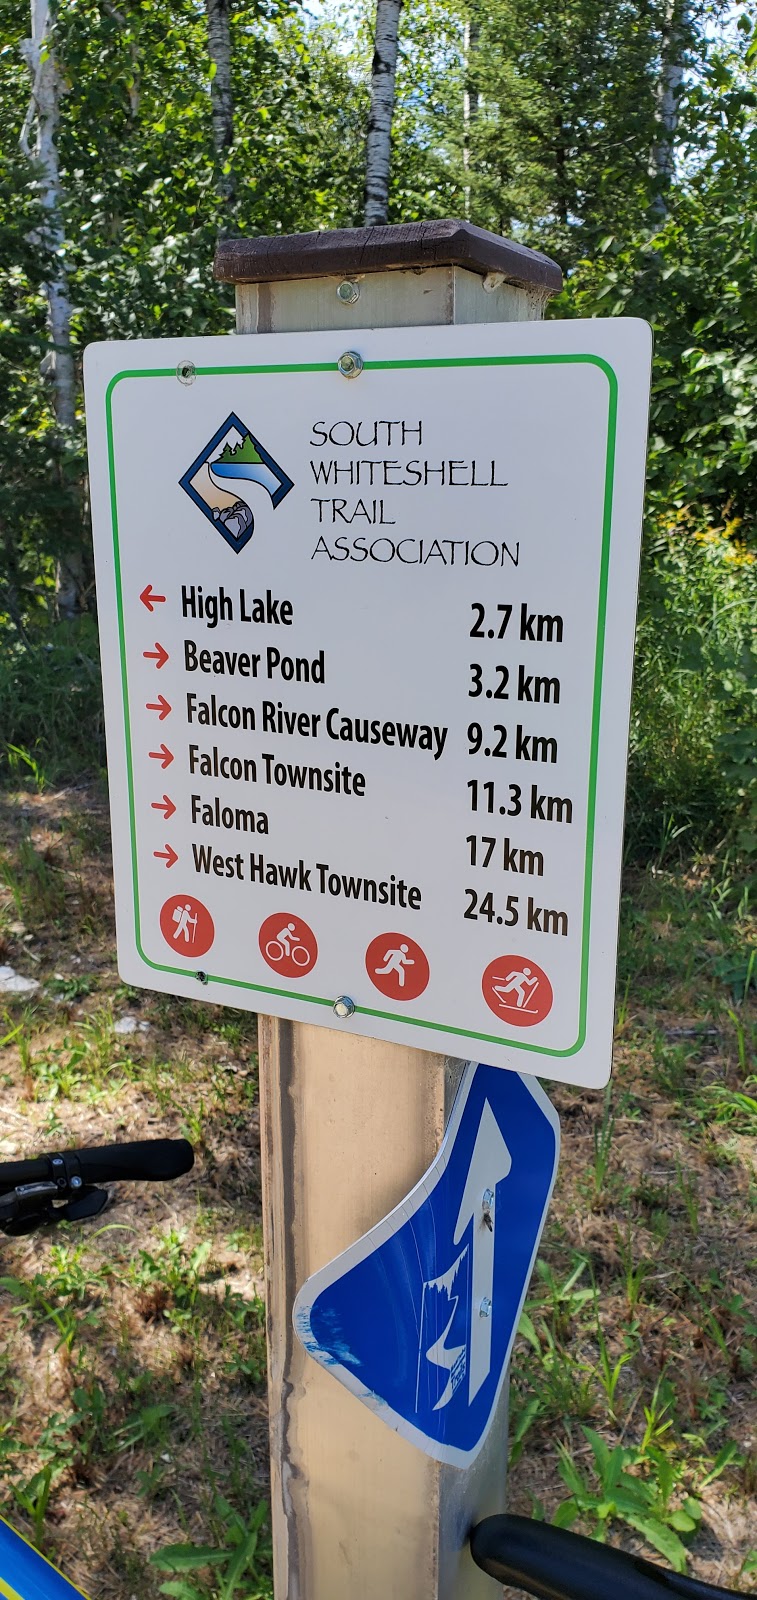 SOUTH
WHITESHELL
TRAIL
ASSOCIATION
← High Lake 2.7 km
→ Beaver Pond 3.2 km
→ Falcon River Causeway 9.2 km
→ Falcon Townsite 11.3 km
→ Faloma 17 km
→ West Hawk Townsite 24.5 km